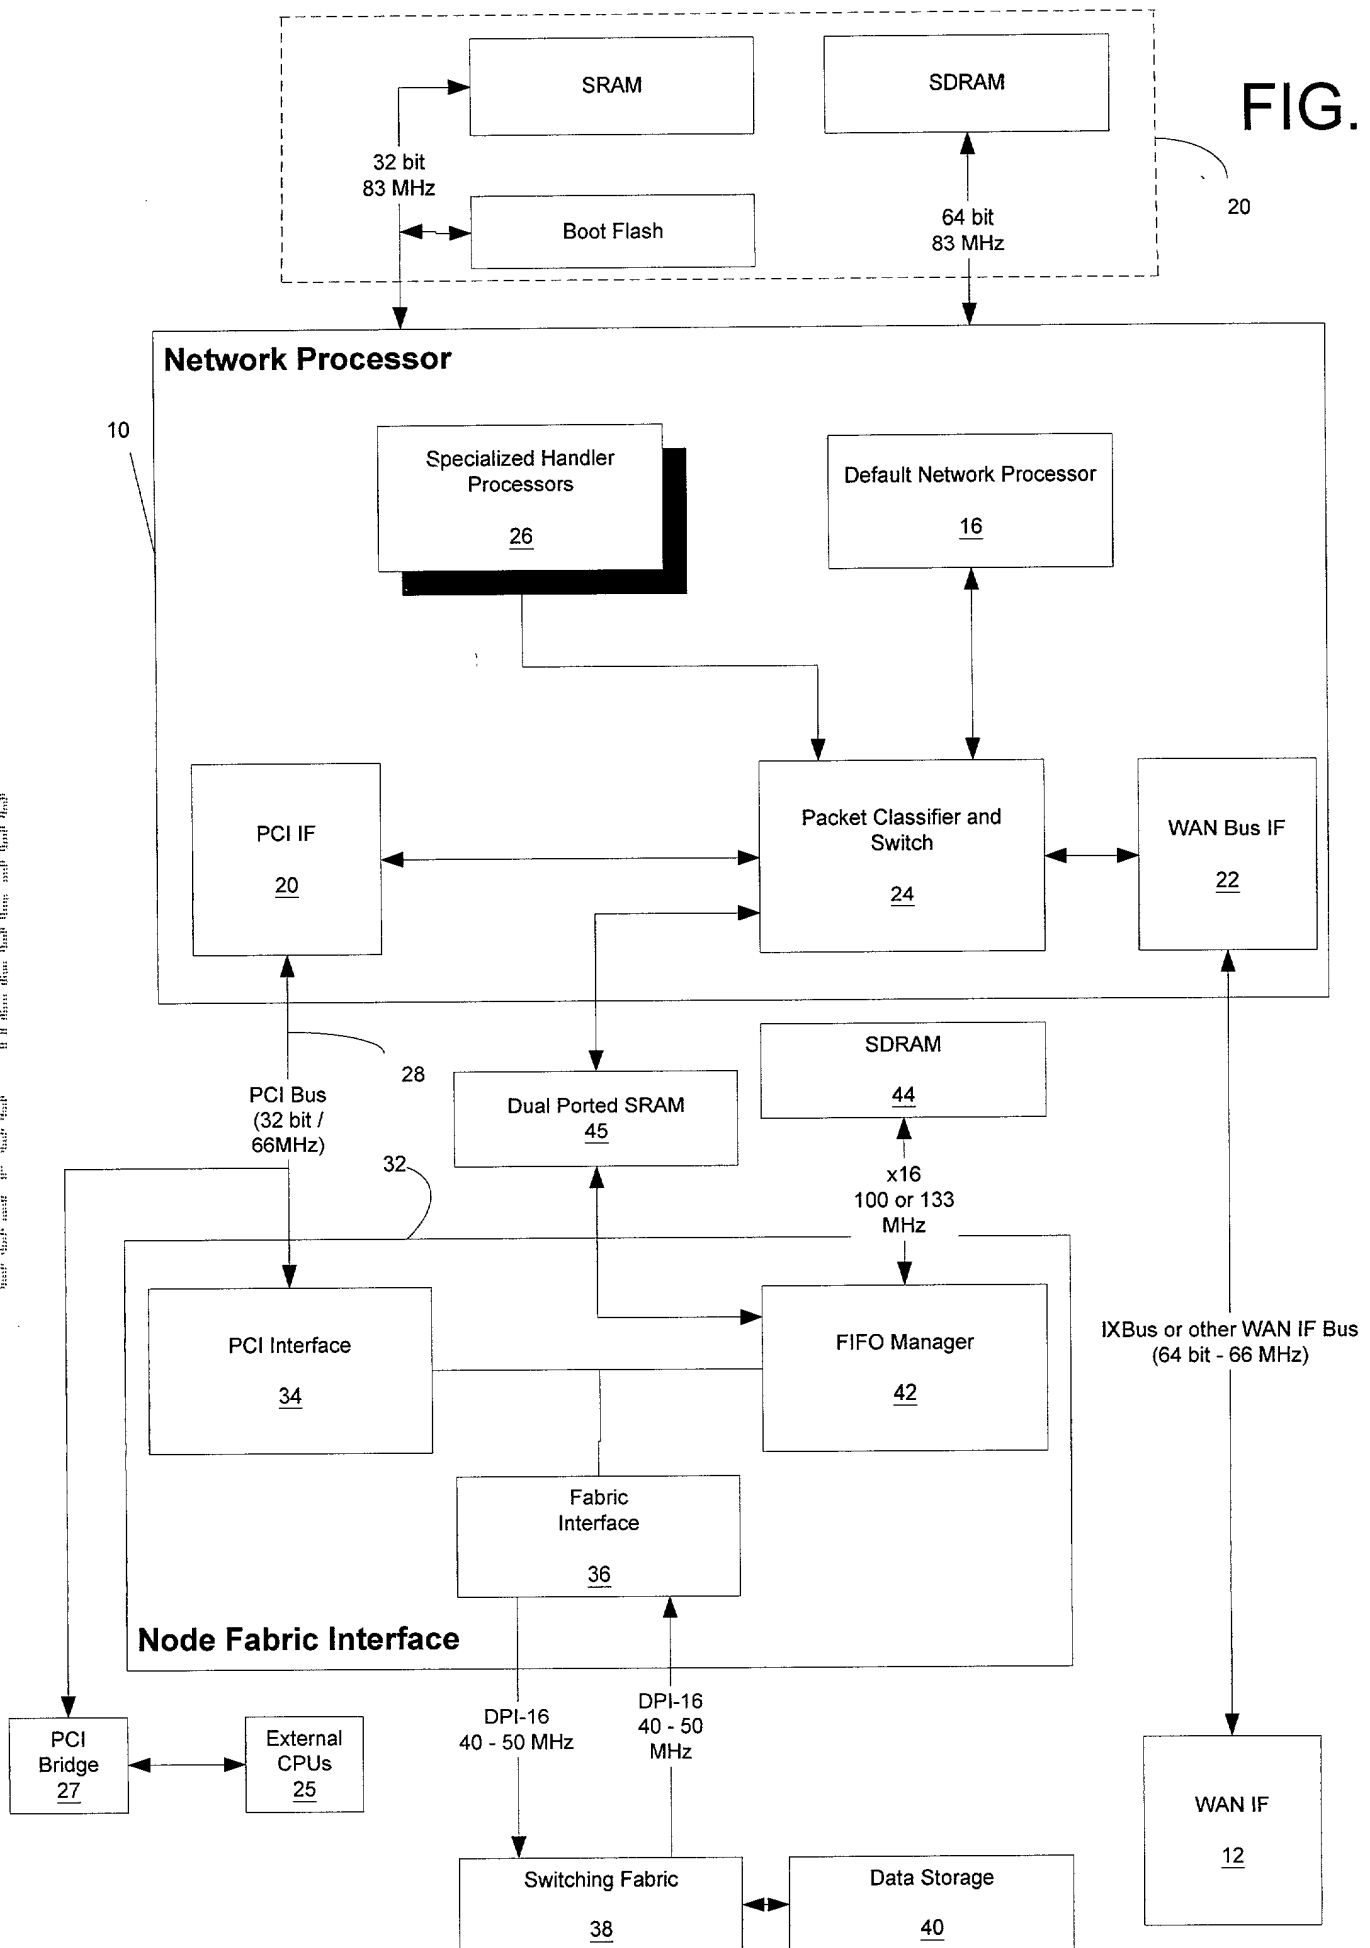 FIG.
SRAM
SDRAM
32 bit
83 MHz
20
64 bit
83 MHz
Boot Flash
Network Processor
10
Specialized Handler
Processors
26
Default Network Processor
16
PCI IF
20
Packet Classifier and
Switch
24
WAN Bus IF
22
28
PCI Bus
(32 bit /
66MHz)
SDRAM
44
Dual Ported SRAM
45
32
x16
100 or 133
MHz
PCI Interface
34
FIFO Manager
42
IXBus or other WAN IF Bus
(64 bit - 66 MHz)
Fabric
Interface
36
Node Fabric Interface
DPI-16
40 - 50 MHz
DPI-16
40 - 50
MHz
PCI
Bridge
27
External
CPUs
25
WAN IF
12
Switching Fabric
38
Data Storage
40